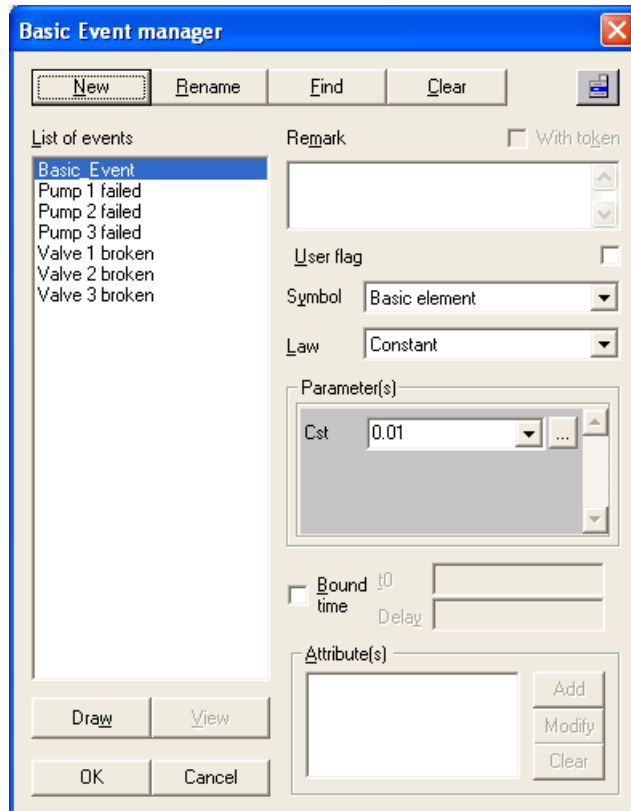 Basic Event manager
New Rename Find Clear
List of events
Remark With token
Basic_Event
Pump 1 failed
Pump 2 failed
Pump 3 failed
Valve 1 broken
Valve 2 broken
Valve 3 broken
User flag
Symbol Basic element
Law Constant
Parameter(s)
Cst 0.01 ...
Bound time
t0
Delay
Attribute(s)
Add
Modify
Clear
Draw View
OK Cancel